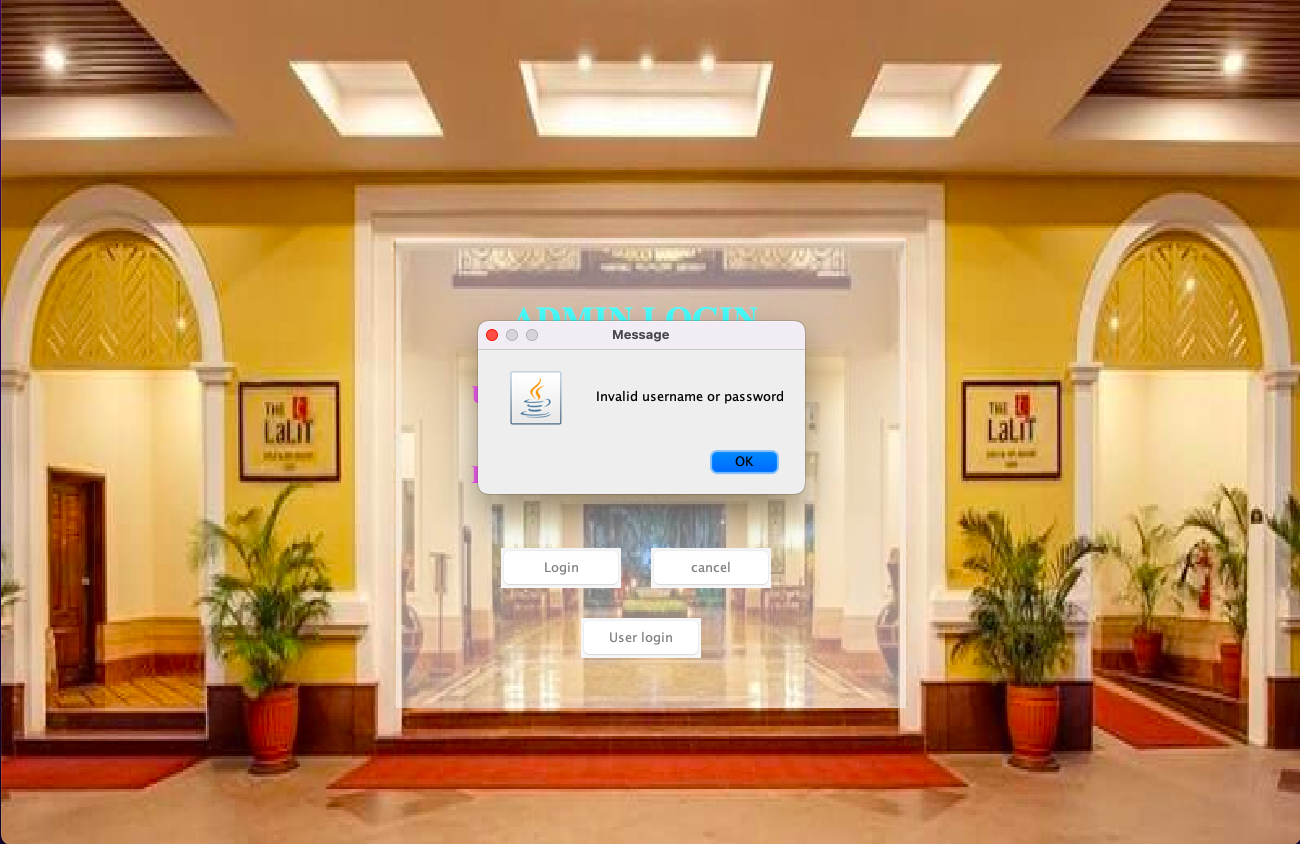 ADMIN LOGIN
Message
Invalid username or password
OK
THE
LaLiT
THE
LaLiT
Login
cancel
User login